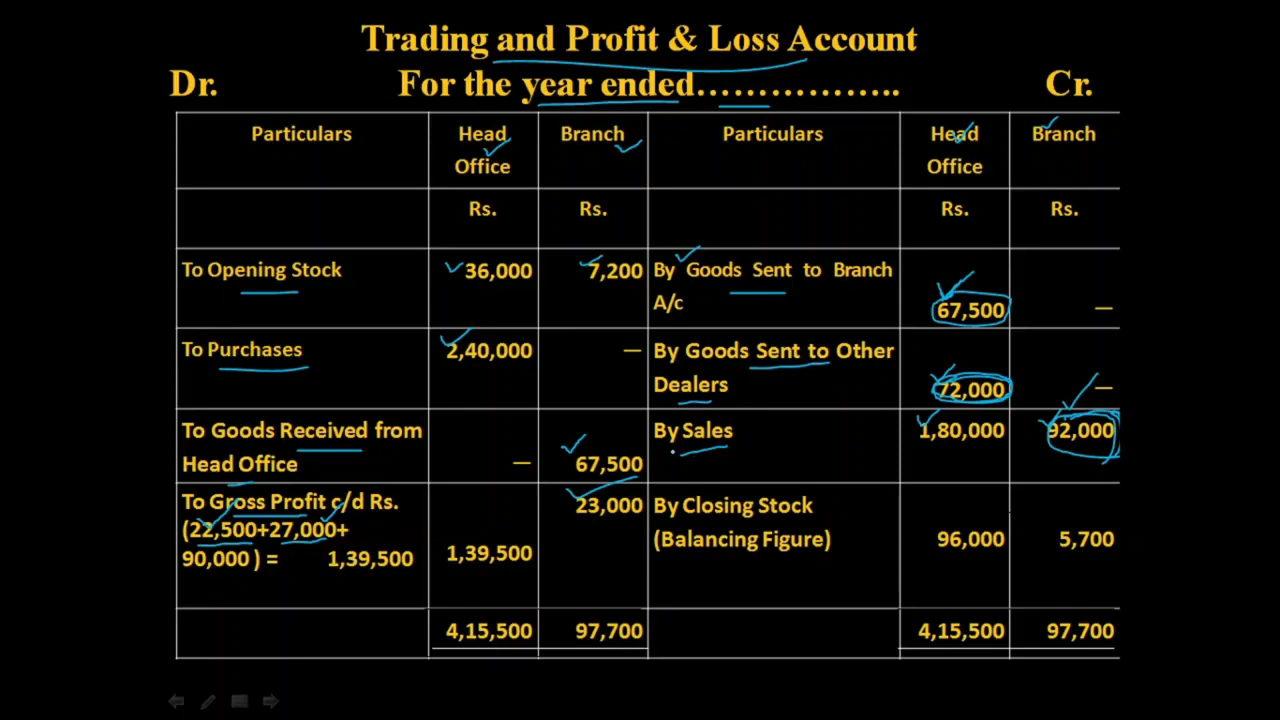 Trading and Profit & Loss Account
Dr. For the year ended……………….. Cr.
Particulars Head Office Branch Particulars Head Office Branch
Rs. Rs. Rs. Rs.
To Opening Stock 36,000 7,200 By Goods Sent to Branch
A/c 67,500 —
To Purchases 2,40,000 — By Goods Sent to Other
Dealers 72,000 —
To Goods Received from
Head Office — 67,500 By Sales 1,80,000 92,000
To Gross Profit c/d Rs.
(22,500+27,000+
90,000 ) = 1,39,500 1,39,500 23,000 By Closing Stock
(Balancing Figure) 96,000 5,700
4,15,500 97,700 4,15,500 97,700